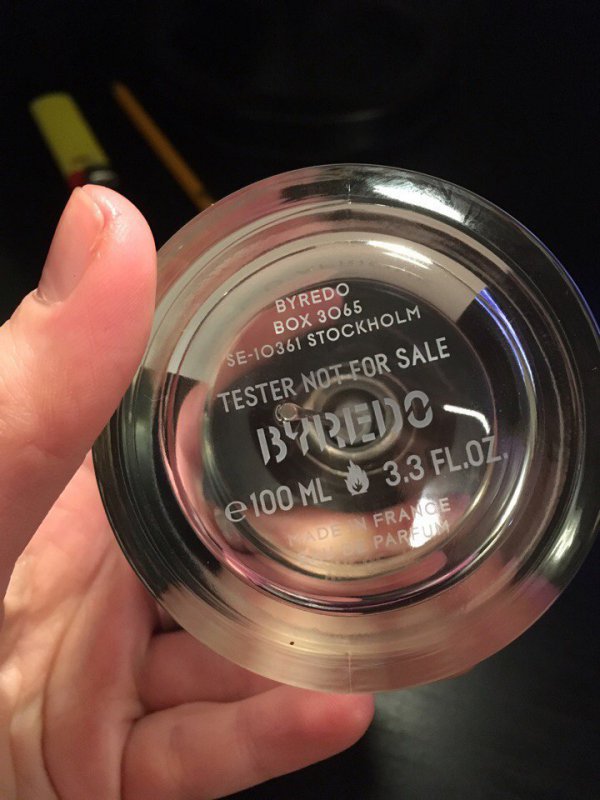 BYREDO
BOX 3065
SE-10361 STOCKHOLM
TESTER NOT FOR SALE
BYREDO
e 100 ML 3.3 FL.OZ.
MADE IN FRANCE
EAU DE PARFUM